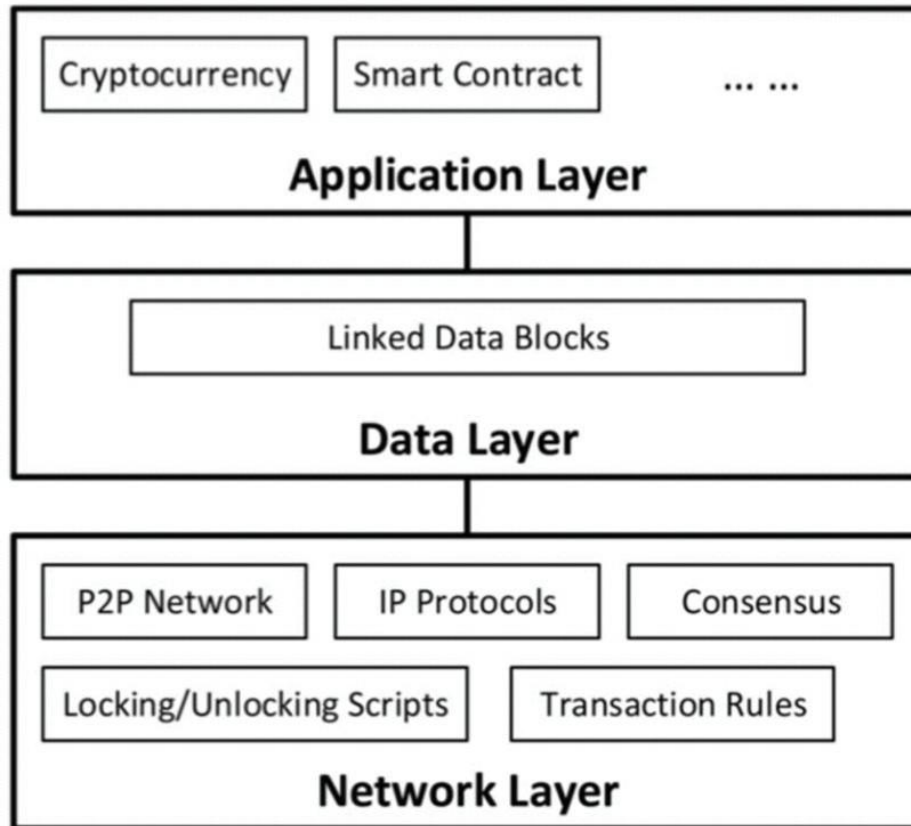 Cryptocurrency
Smart Contract
... ...
Application Layer
Linked Data Blocks
Data Layer
P2P Network
IP Protocols
Consensus
Locking/Unlocking Scripts
Transaction Rules
Network Layer